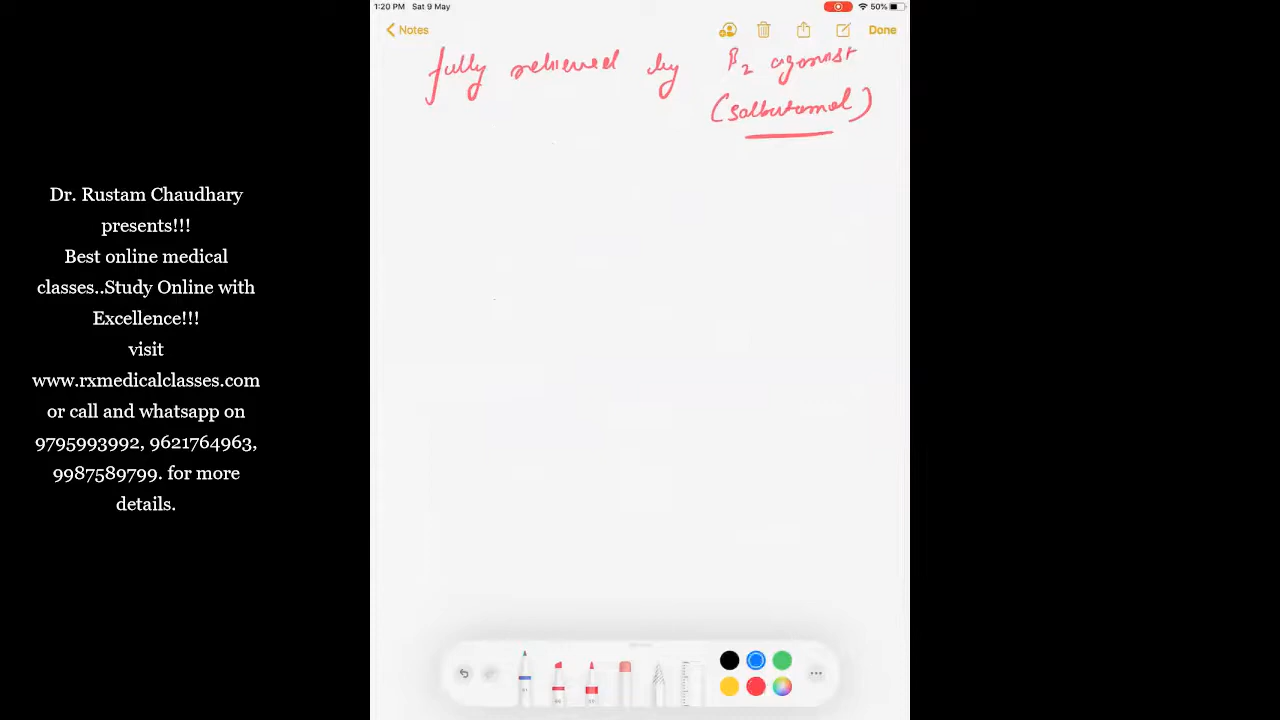 1:20 PM Sat 9 May
50%
Notes
Done
fully relieved by β2 agonist
(Salbutamol)
Dr. Rustam Chaudhary
presents!!!
Best online medical
classes..Study Online with
Excellence!!!
visit
www.rxmedicalclasses.com
or call and whatsapp on
9795993992, 9621764963,
9987589799. for more
details.